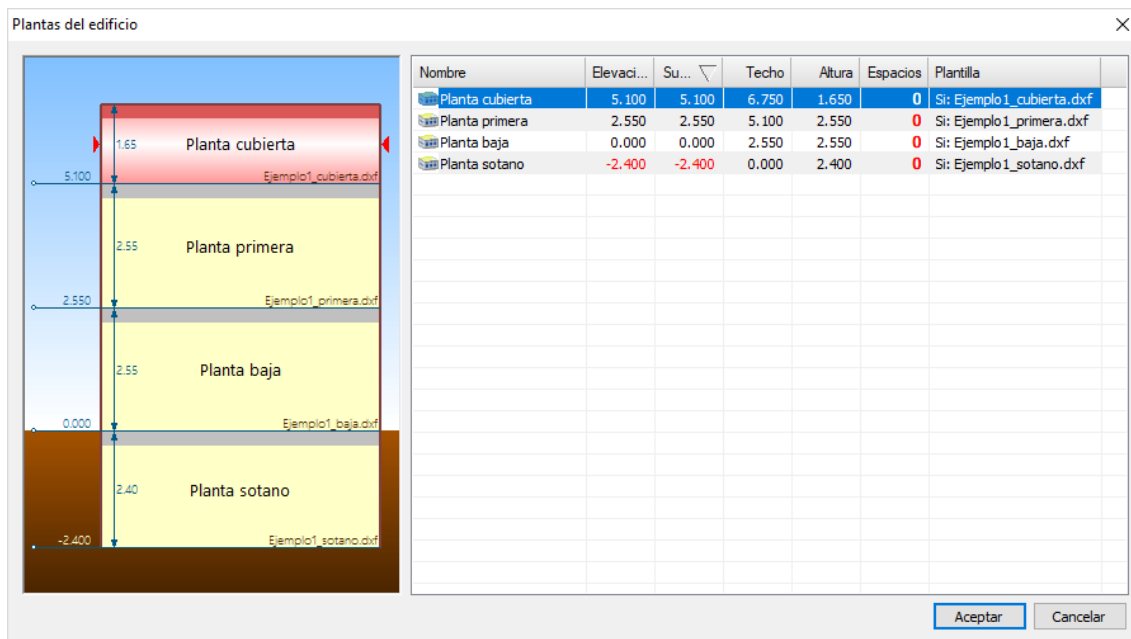 Plantas del edificio
1.65 Planta cubierta
5.100 Ejemplo1_cubierta.dxf
2.55 Planta primera
2.550 Ejemplo1_primera.dxf
2.55 Planta baja
0.000 Ejemplo1_baja.dxf
2.40 Planta sotano
-2.400 Ejemplo1_sotano.dxf
Nombre Elevaci... Su... Techo Altura Espacios Plantilla
Planta cubierta 5.100 5.100 6.750 1.650 0 Si: Ejemplo1_cubierta.dxf
Planta primera 2.550 2.550 5.100 2.550 0 Si: Ejemplo1_primera.dxf
Planta baja 0.000 0.000 2.550 2.550 0 Si: Ejemplo1_baja.dxf
Planta sotano -2.400 -2.400 0.000 2.400 0 Si: Ejemplo1_sotano.dxf
Aceptar Cancelar